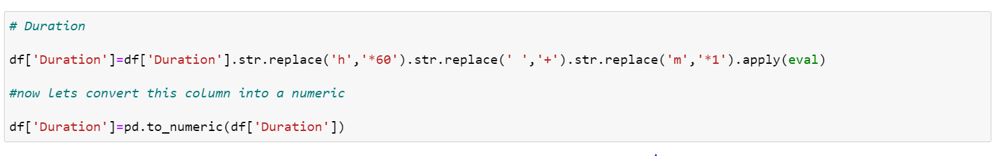 # Duration
df['Duration']=df['Duration'].str.replace('h','*60').str.replace(' ','+').str.replace('m','*1').apply(eval)
#now lets convert this column into a numeric
df['Duration']=pd.to_numeric(df['Duration'])